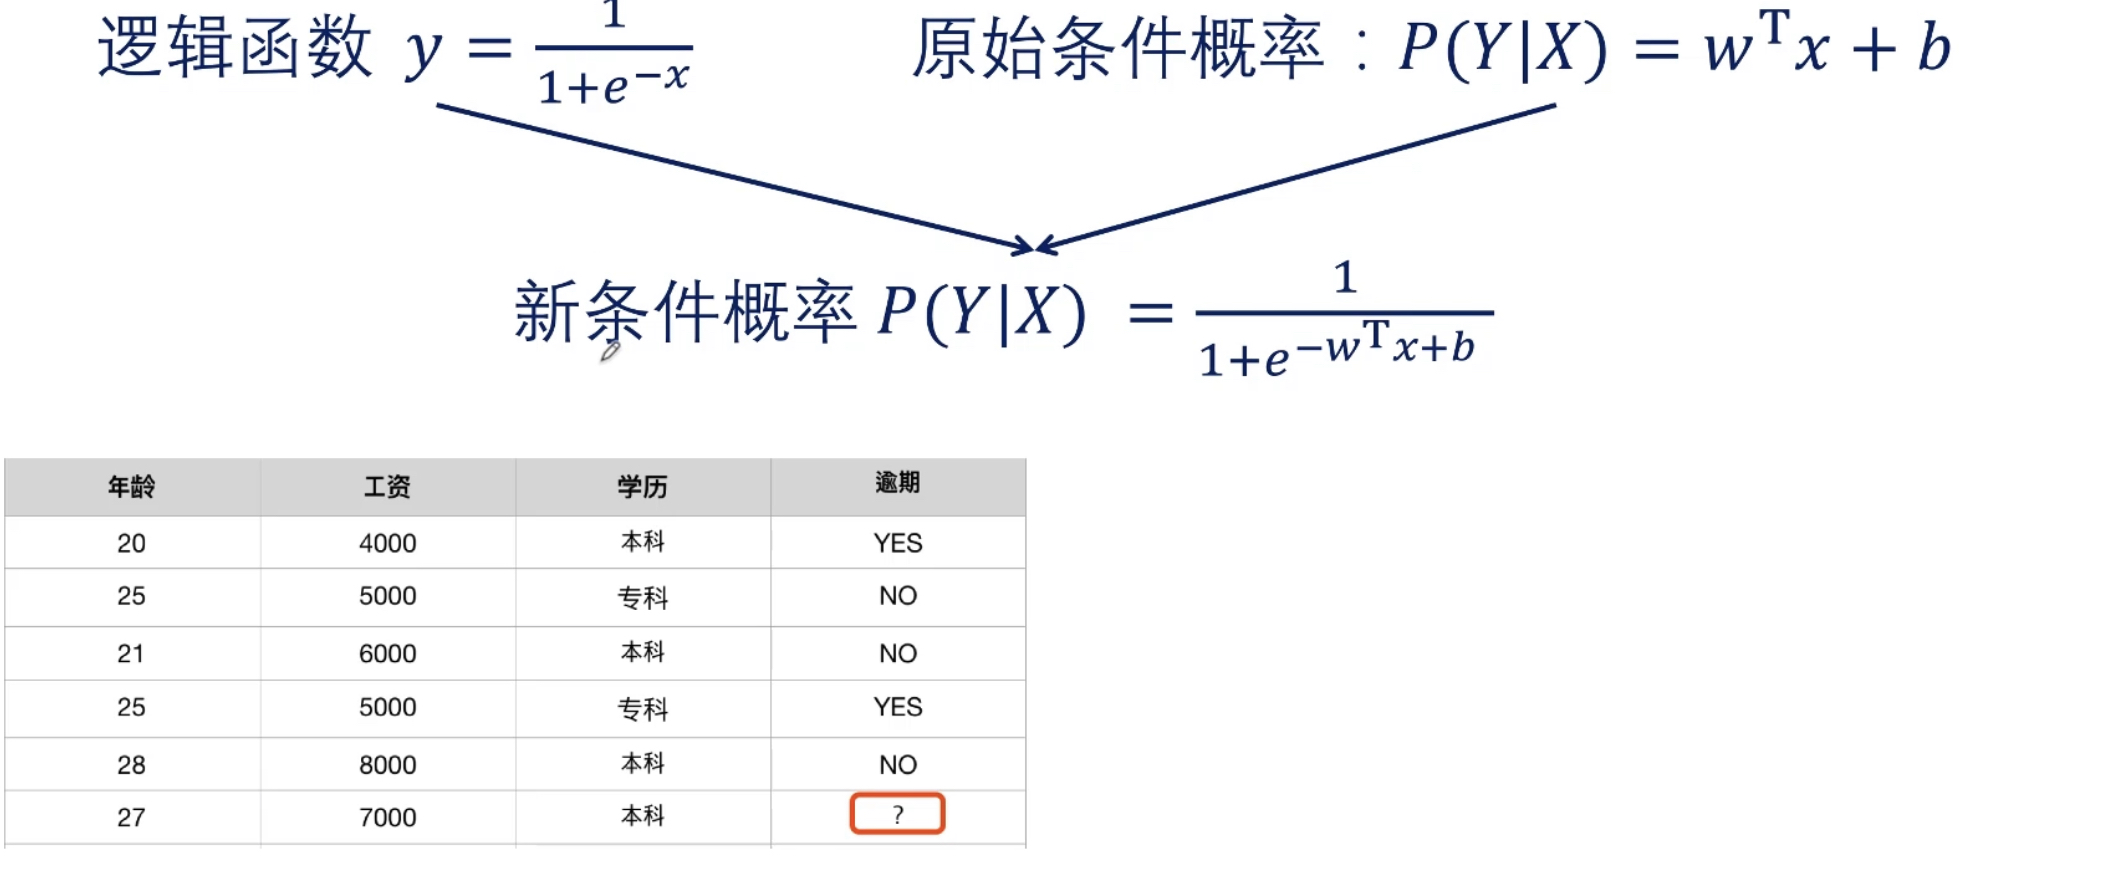 逻辑函数 y = 1/(1+e^{-x}) 原始条件概率：P(Y|X) = w^T x + b
新条件概率 P(Y|X) = 1/(1+e^{-w^T x+b})
年龄 工资 学历 逾期
20 4000 本科 YES
25 5000 专科 NO
21 6000 本科 NO
25 5000 专科 YES
28 8000 本科 NO
27 7000 本科 ?